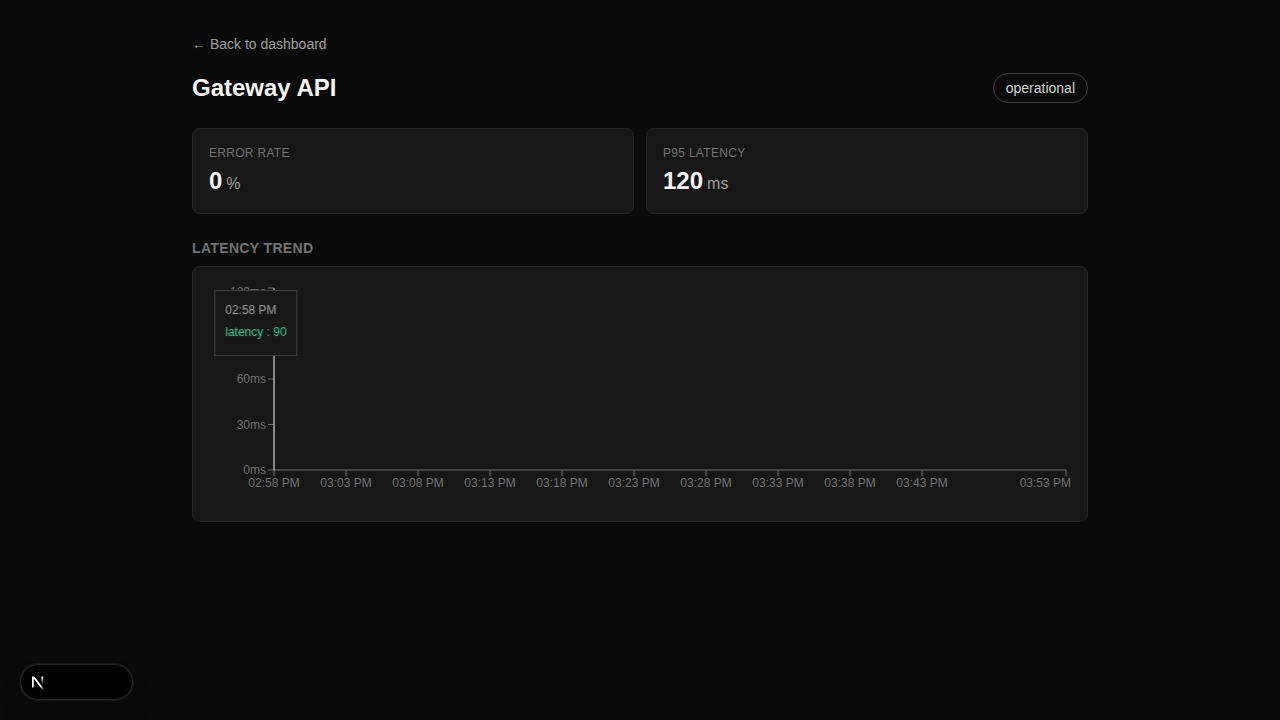 ← Back to dashboard
Gateway API
operational
ERROR RATE
0 %
P95 LATENCY
120 ms
LATENCY TREND
120ms
02:58 PM
latency : 90
60ms
30ms
0ms
02:58 PM 03:03 PM 03:08 PM 03:13 PM 03:18 PM 03:23 PM 03:28 PM 03:33 PM 03:38 PM 03:43 PM 03:53 PM